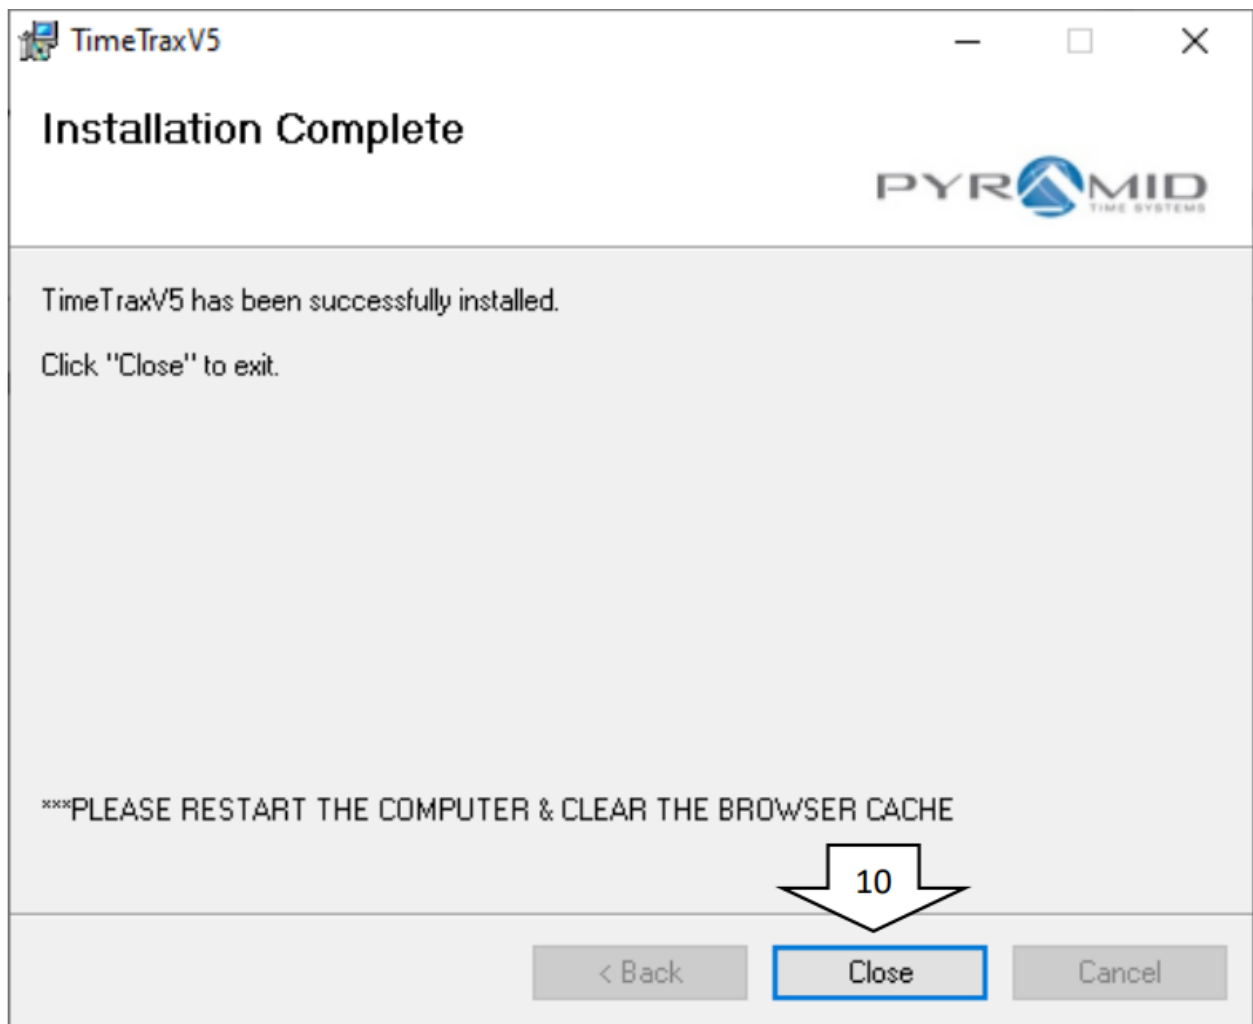 TimeTraxV5
Installation Complete
PYRAMID
TIME SYSTEMS
TimeTraxV5 has been successfully installed.
Click "Close" to exit.
***PLEASE RESTART THE COMPUTER & CLEAR THE BROWSER CACHE
10
< Back
Close
Cancel